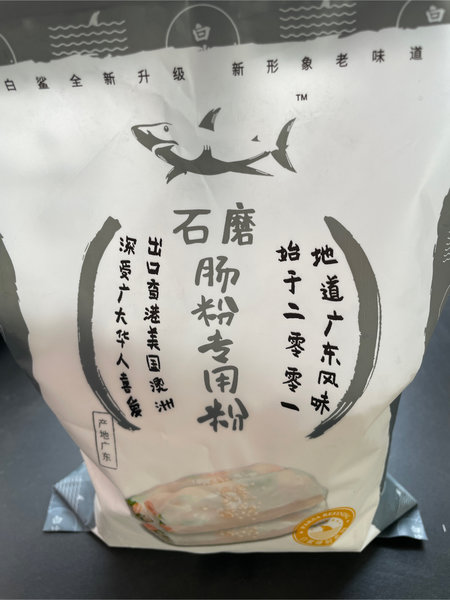 白鲨全新升级 新形象老味道
TM
石磨
肠粉专用粉
地道广东风味
始于二零零一
出口香港美国澳洲
深受广大华人喜爱
产地广东